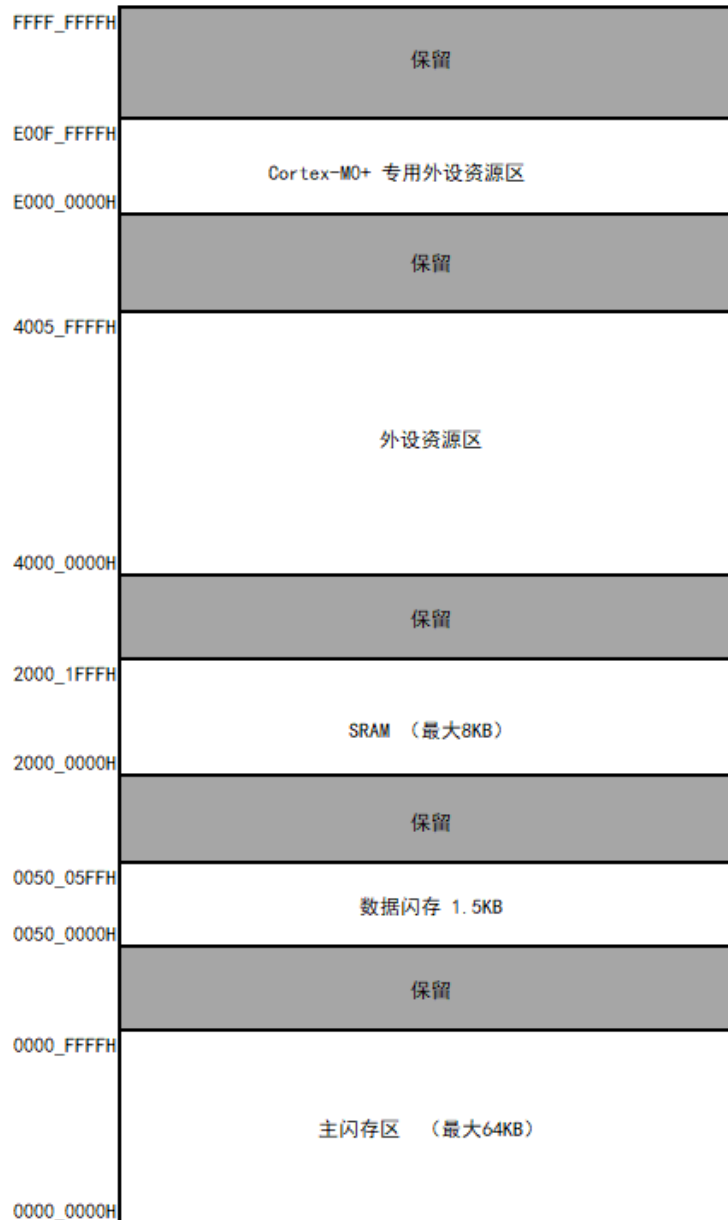 FFFF_FFFFH
保留
E00F_FFFFH
Cortex-M0+ 专用外设资源区
E000_0000H
保留
4005_FFFFH
外设资源区
4000_0000H
保留
2000_1FFFH
SRAM （最大8KB）
2000_0000H
保留
0050_05FFH
数据闪存 1.5KB
0050_0000H
保留
0000_FFFFH
主闪存区 （最大64KB）
0000_0000H